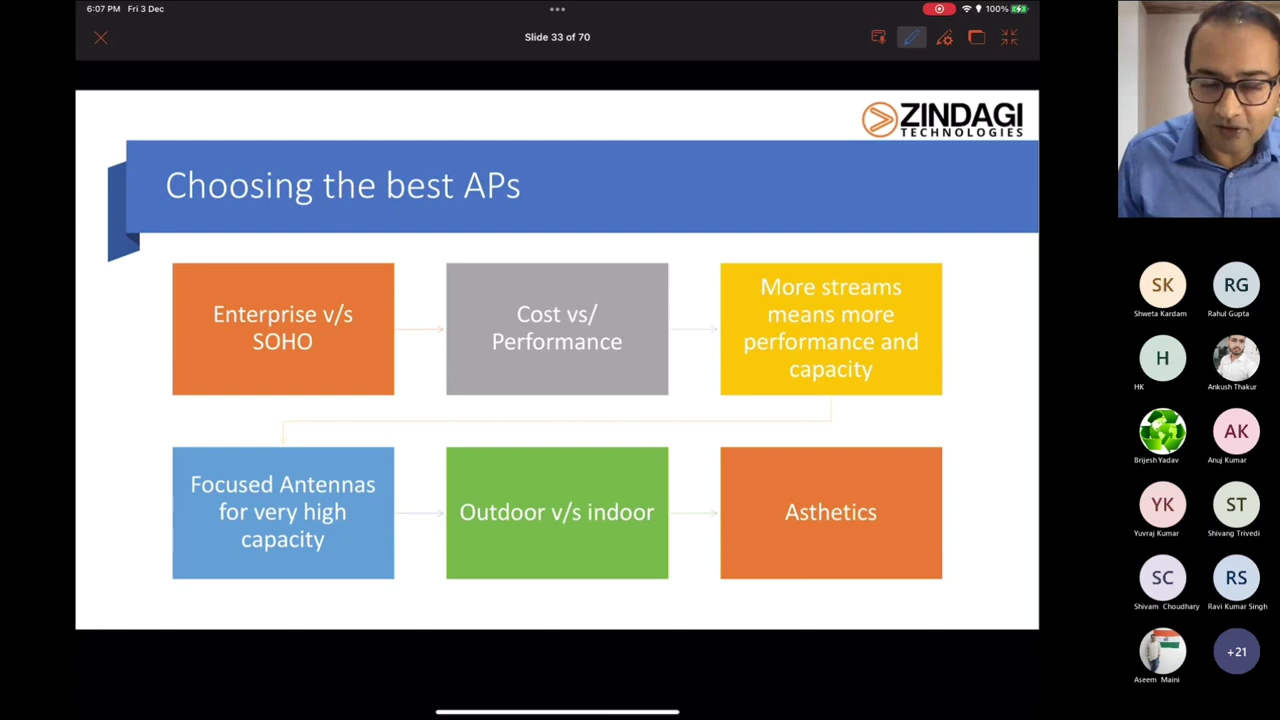 6:07 PM Fri 3 Dec
100%
Slide 33 of 70
ZINDAGI
TECHNOLOGIES
Choosing the best APs
Enterprise v/s
SOHO
Cost vs/
Performance
More streams
means more
performance and
capacity
Focused Antennas
for very high
capacity
Outdoor v/s indoor
Asthetics
SK
Shweta Kardam
RG
Rahul Gupta
H
HK
Ankush Thakur
Brijesh Yadav
AK
Anuj Kumar
YK
Yuvraj Kumar
ST
Shivang Trivedi
SC
Shivam Choudhary
RS
Ravi Kumar Singh
Aseem Maini
+21